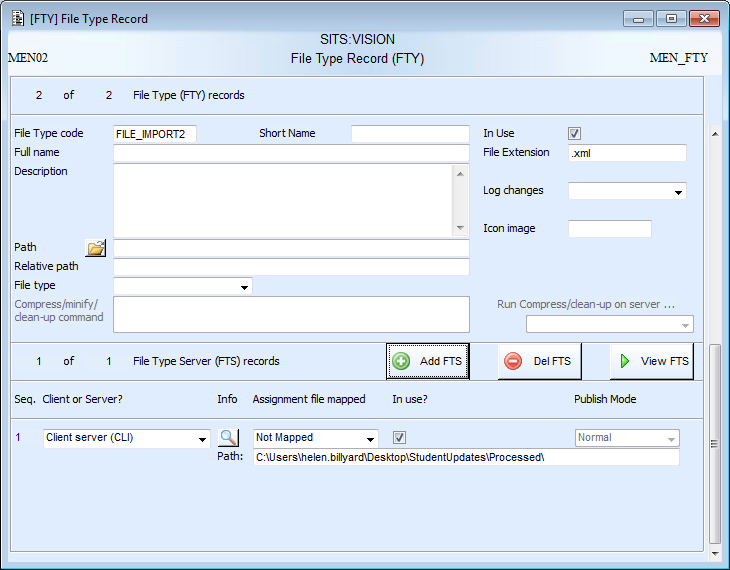 [FTY] File Type Record
SITS:VISION
MEN02 File Type Record (FTY) MEN_FTY
2 of 2 File Type (FTY) records
File Type code FILE_IMPORT2 Short Name In Use
Full name File Extension .xml
Description
Log changes
Icon image
Path
Relative path
File type
Compress/minify/ Run Compress/clean-up on server ...
clean-up command
1 of 1 File Type Server (FTS) records Add FTS Del FTS View FTS
Seq. Client or Server? Info Assignment file mapped In use? Publish Mode
1 Client server (CLI) Not Mapped Normal
Path: C:\Users\helen.billyard\Desktop\StudentUpdates\Processed\